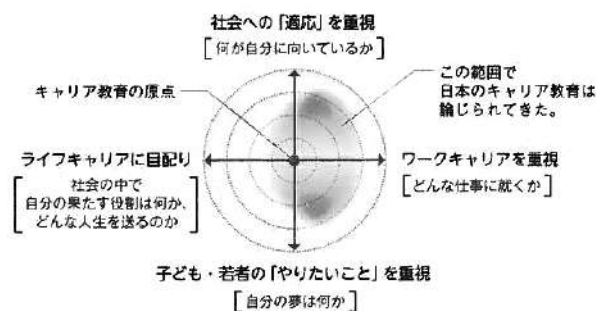 社会への「適応」を重視
[何が自分に向いているか]
キャリア教育の原点
この範囲で
日本のキャリア教育は
論じられてきた。
ライフキャリアに目配り
[社会の中で
自分の果たす役割は何か、
どんな人生を送るのか]
ワークキャリアを重視
[どんな仕事に就くか]
子ども・若者の「やりたいこと」を重視
[自分の夢は何か]